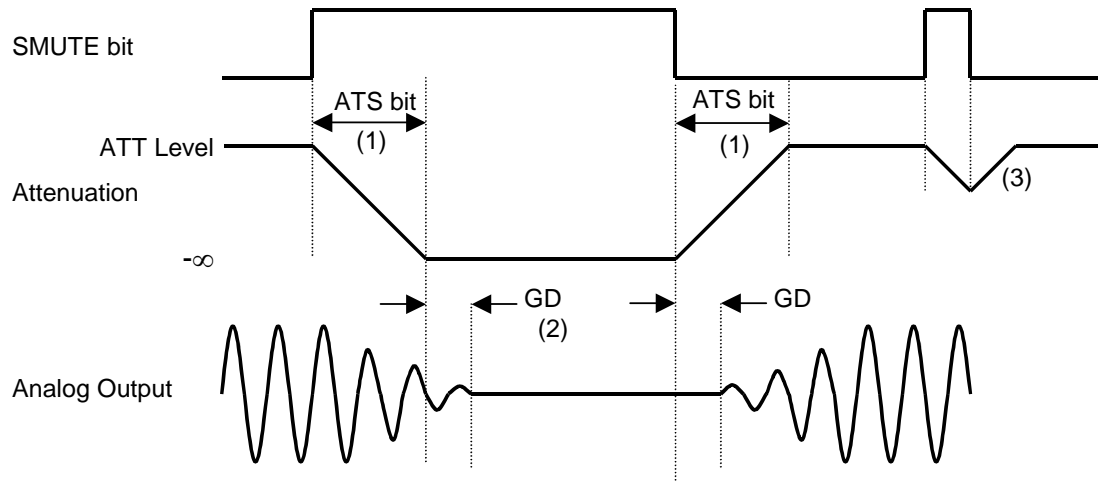 SMUTE bit
ATS bit
ATS bit
(1)
(1)
ATT Level
(3)
Attenuation
-∞
GD
GD
(2)
Analog Output